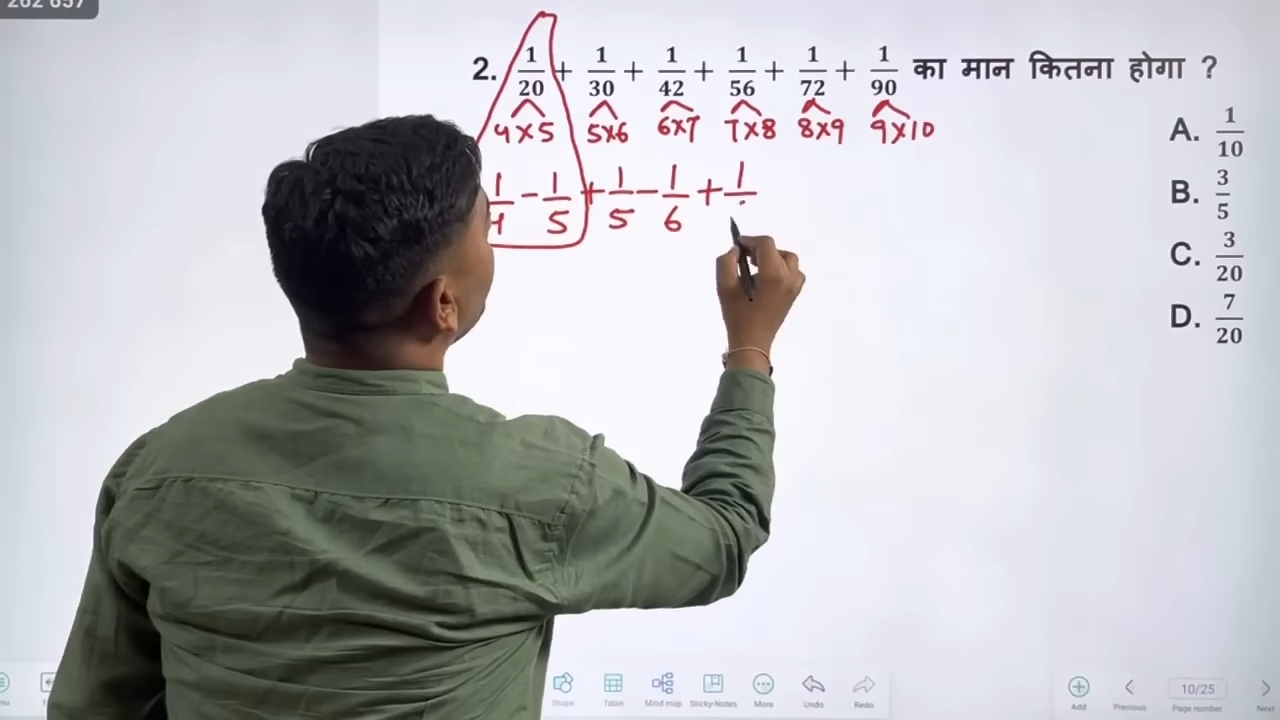 2. 1/20 + 1/30 + 1/42 + 1/56 + 1/72 + 1/90 का मान कितना होगा ?
4×5 5×6 6×7 7×8 8×9 9×10
1/4 - 1/5 + 1/5 - 1/6 + 1/
A. 1/10
B. 3/5
C. 3/20
D. 7/20
Shape Table Mind map Sticky-Notes More Undo Redo
Add Previous 10/25 Page number Next